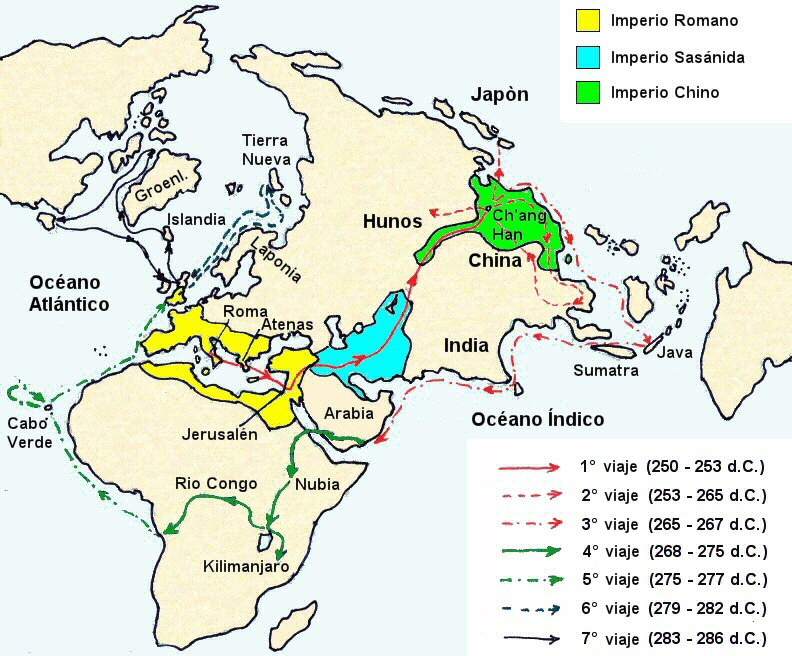 Imperio Romano
Imperio Sasánida
Imperio Chino
Japòn
Tierra
Nueva
Groenl.
Islandia
Laponia
Hunos
Ch'ang
Han
China
Océano
Atlántico
Roma
Atenas
India
Java
Sumatra
Arabia
Cabo
Verde
Jerusalén
Océano Índico
Rio Congo
Nubia
Kilimanjaro
1° viaje (250 - 253 d.C.)
2° viaje (253 - 265 d.C.)
3° viaje (265 - 267 d.C.)
4° viaje (268 - 275 d.C.)
5° viaje (275 - 277 d.C.)
6° viaje (279 - 282 d.C.)
7° viaje (283 - 286 d.C.)